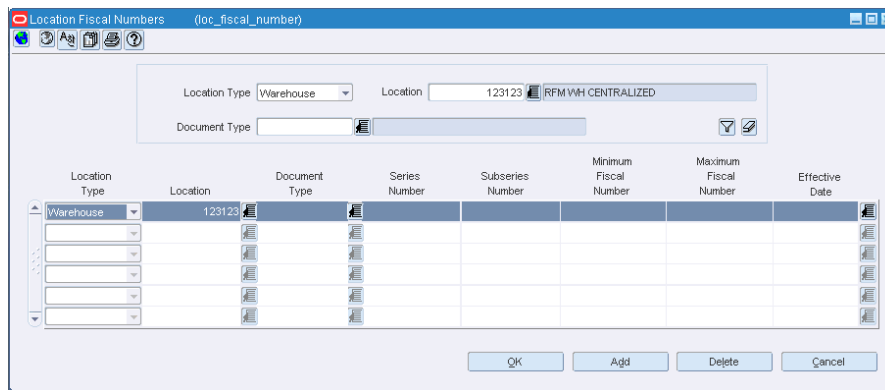 Location Fiscal Numbers (loc_fiscal_number)
Location Type Warehouse Location 123123 RFM WH CENTRALIZED
Document Type
Location Type Location Document Type Series Number Subseries Number Minimum Fiscal Number Maximum Fiscal Number Effective Date
Warehouse 123123
OK Add Delete Cancel